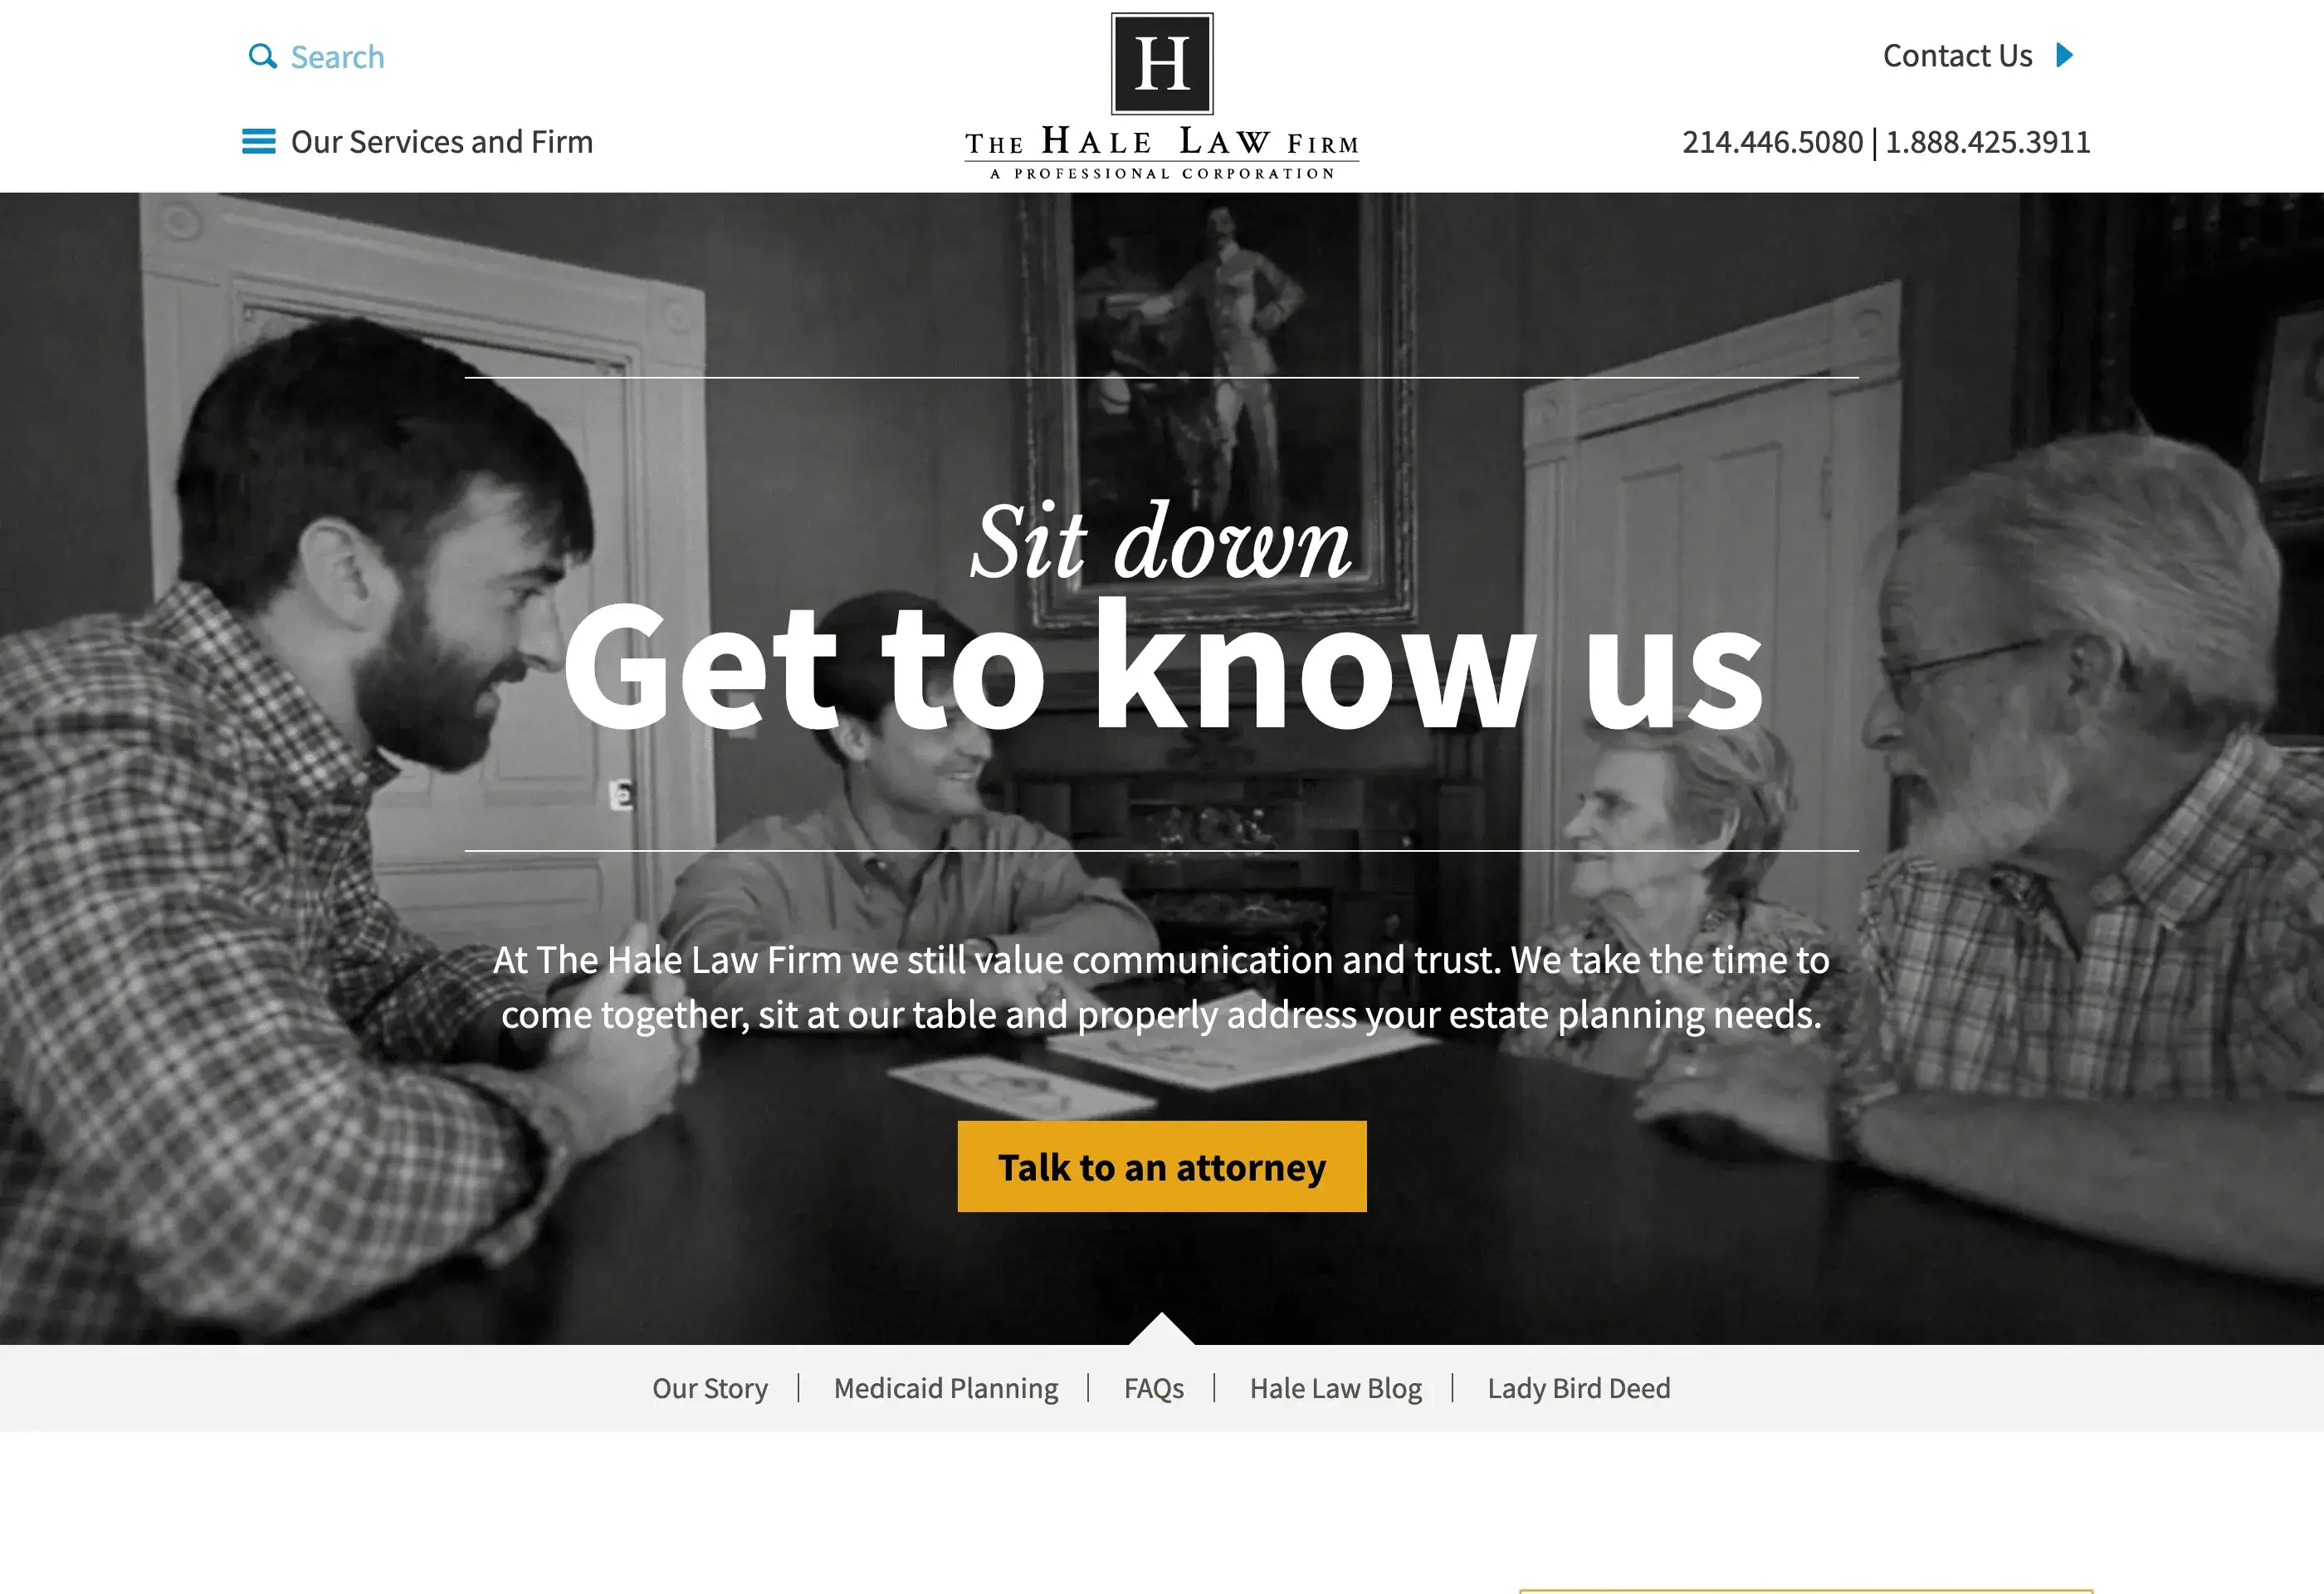 Search
Contact Us
Our Services and Firm
H
THE HALE LAW FIRM
A PROFESSIONAL CORPORATION
214.446.5080 | 1.888.425.3911
Sit down
Get to know us
At The Hale Law Firm we still value communication and trust. We take the time to
come together, sit at our table and properly address your estate planning needs.
Talk to an attorney
Our Story | Medicaid Planning | FAQs | Hale Law Blog | Lady Bird Deed